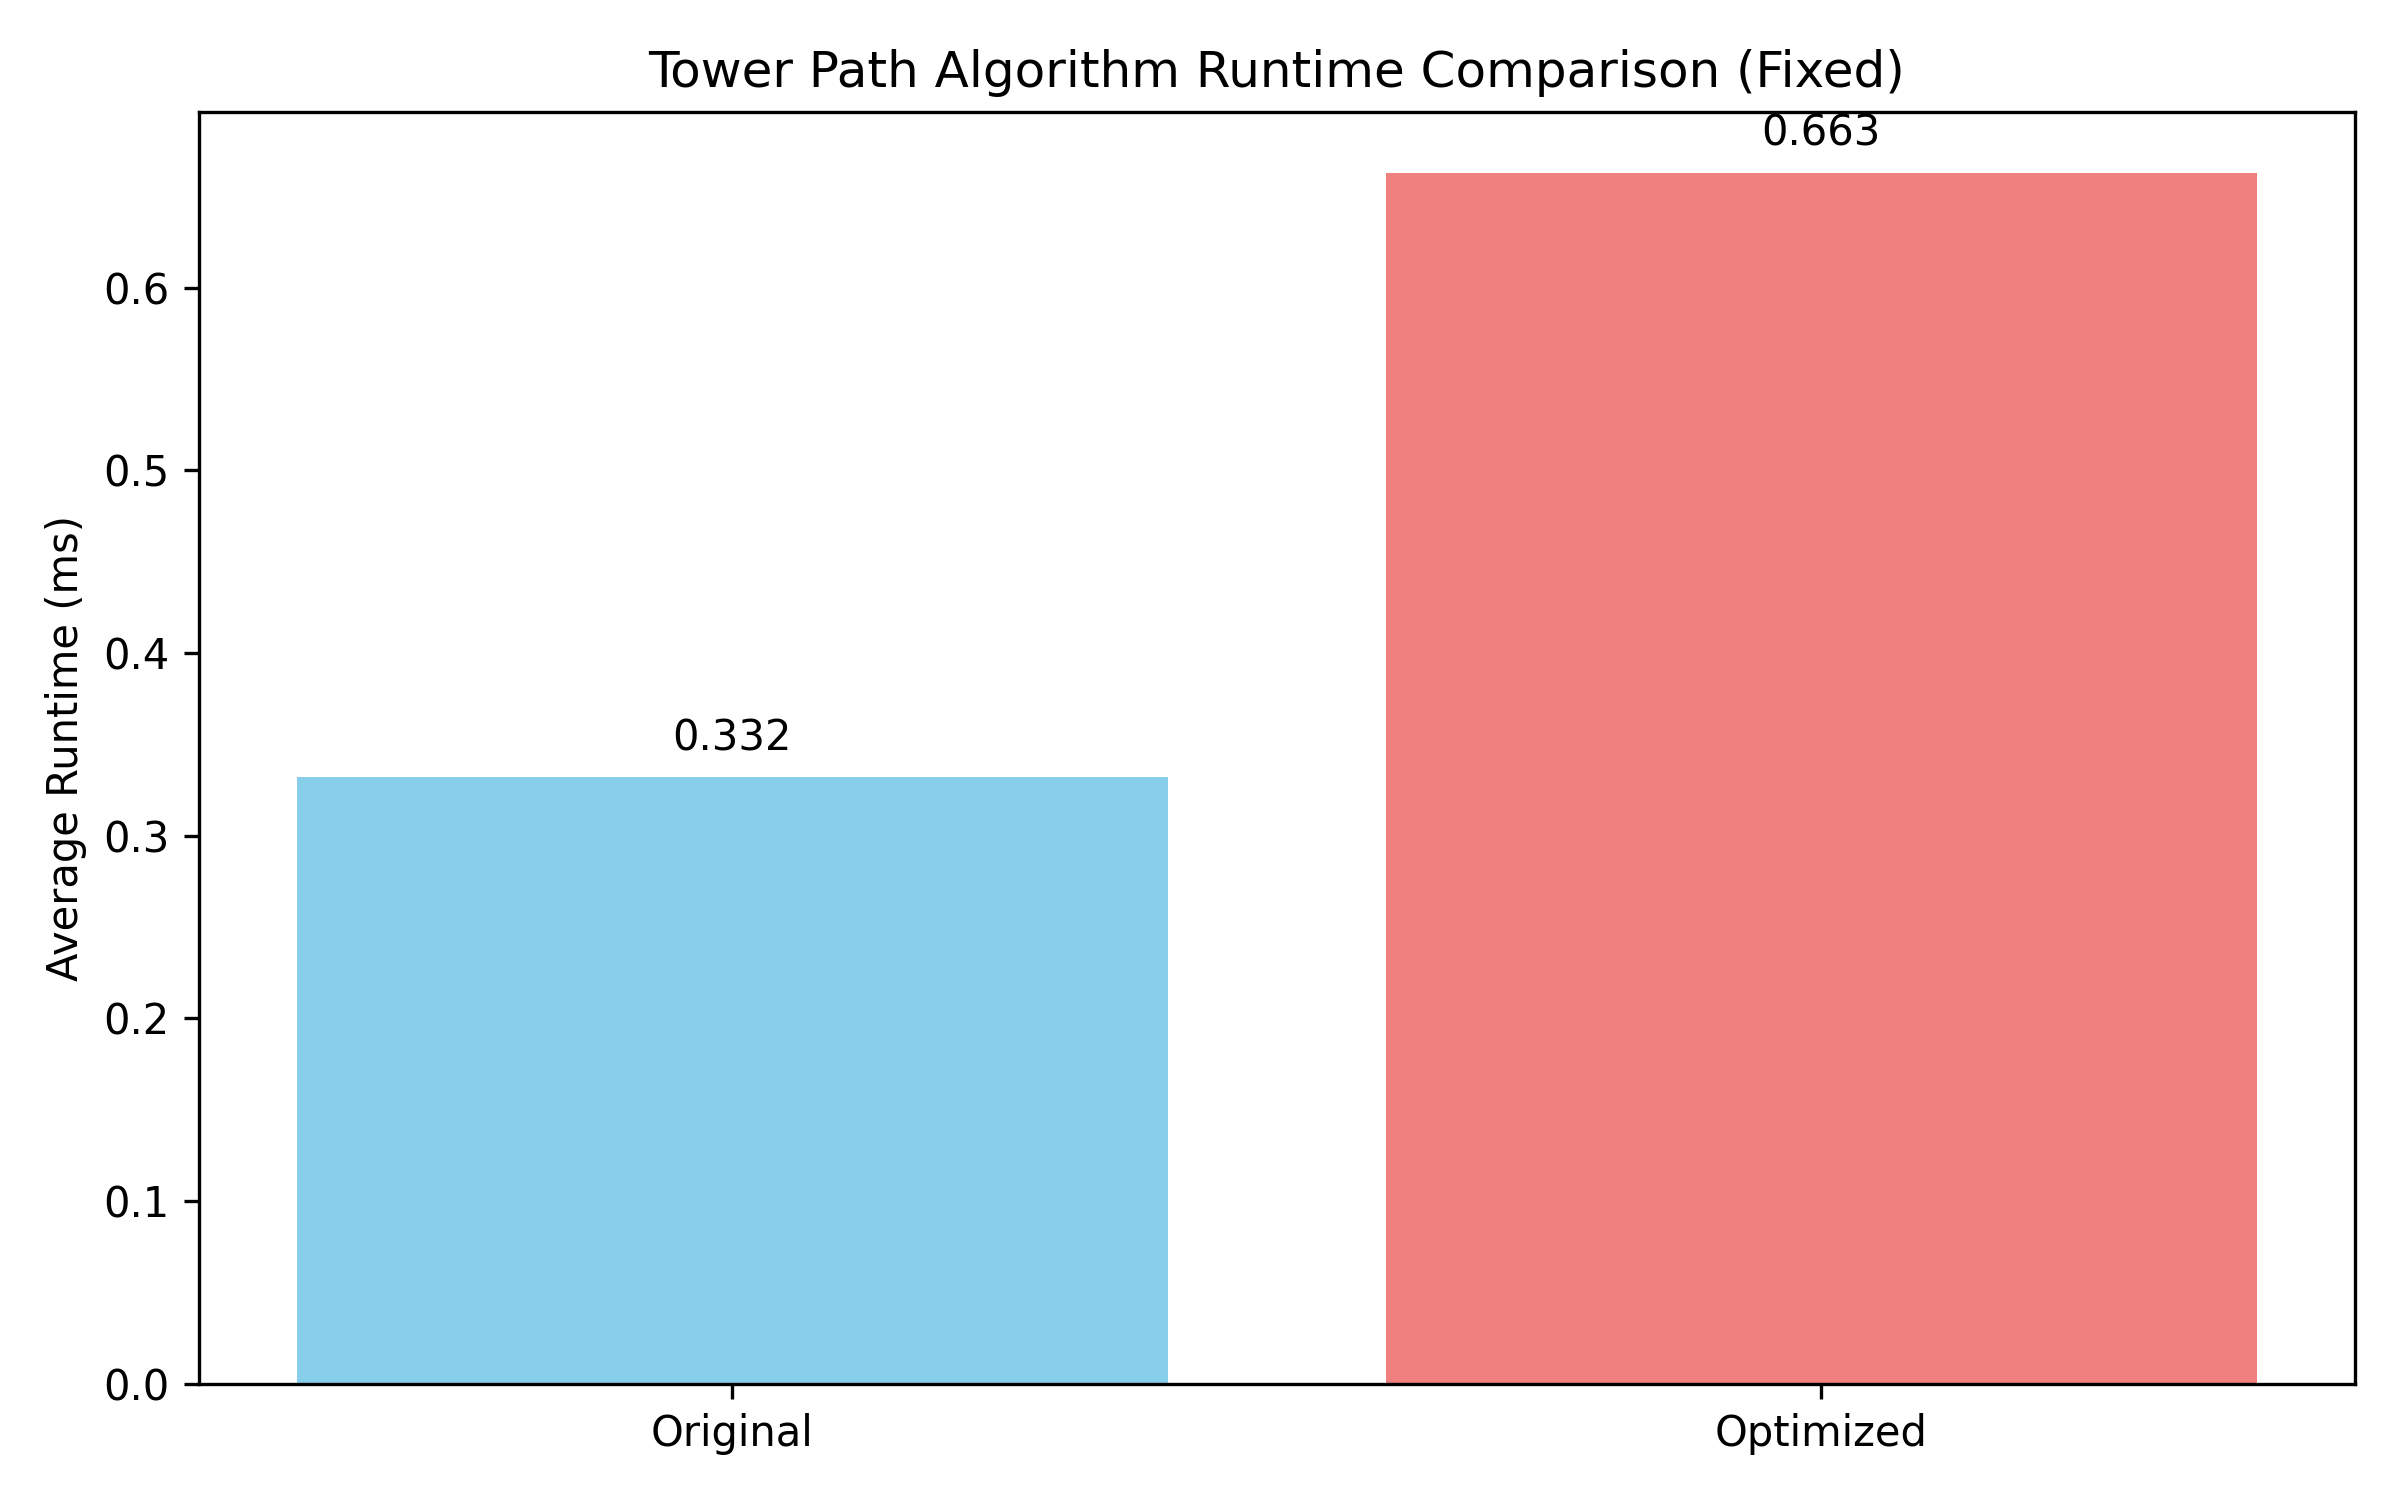 Tower Path Algorithm Runtime Comparison (Fixed)
Average Runtime (ms)
0.6
0.5
0.4
0.3
0.2
0.1
0.0
0.332
0.663
Original
Optimized